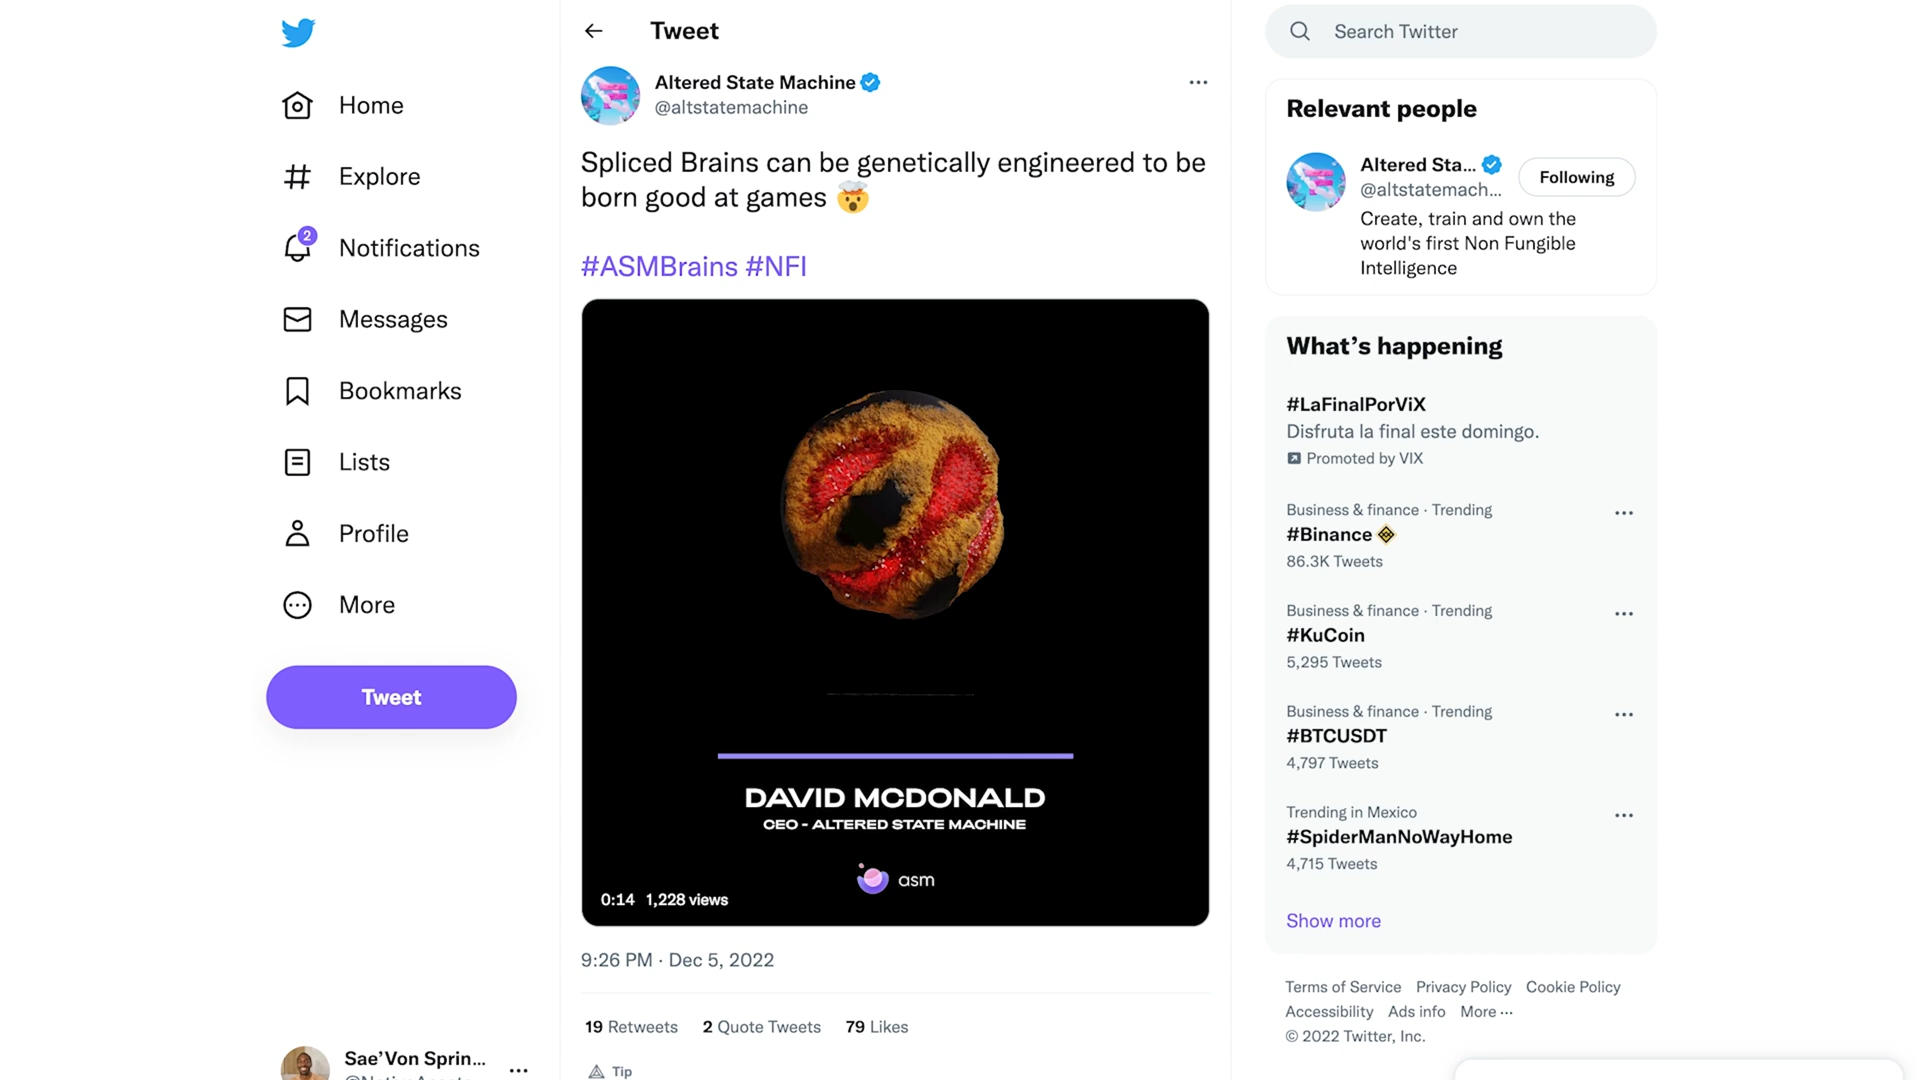 Home
Explore
2
Notifications
Messages
Bookmarks
Lists
Profile
More
Tweet
Sae'Von Sprin...
Tweet
Altered State Machine
@altstatemachine
Spliced Brains can be genetically engineered to be
born good at games 🤯
#ASMBrains #NFI
DAVID MCDONALD
CEO - ALTERED STATE MACHINE
asm
0:14 1,228 views
9:26 PM · Dec 5, 2022
19 Retweets 2 Quote Tweets 79 Likes
Tip
Search Twitter
Relevant people
Altered Sta...
@altstatemach...
Following
Create, train and own the
world's first Non Fungible
Intelligence
What's happening
#LaFinalPorViX
Disfruta la final este domingo.
Promoted by VIX
Business & finance · Trending
#Binance
86.3K Tweets
Business & finance · Trending
#KuCoin
5,295 Tweets
Business & finance · Trending
#BTCUSDT
4,797 Tweets
Trending in Mexico
#SpiderManNoWayHome
4,715 Tweets
Show more
Terms of Service Privacy Policy Cookie Policy
Accessibility Ads info More ...
© 2022 Twitter, Inc.